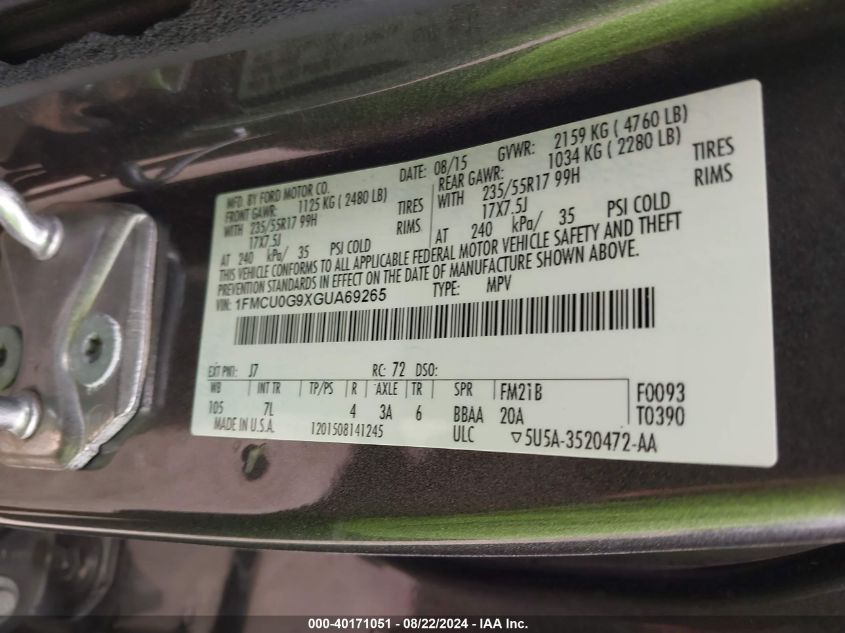 MFD. BY FORD MOTOR CO.
DATE: 08/15 GVWR: 2159 KG ( 4760 LB)
FRONT GAWR: 1125 KG ( 2480 LB) REAR GAWR: 1034 KG ( 2280 LB)
WITH 235/55R17 99H TIRES WITH 235/55R17 99H TIRES
17X7.5J RIMS 17X7.5J RIMS
AT 240 kPa/ 35 PSI COLD AT 240 kPa/ 35 PSI COLD
THIS VEHICLE CONFORMS TO ALL APPLICABLE FEDERAL MOTOR VEHICLE SAFETY AND THEFT
PREVENTION STANDARDS IN EFFECT ON THE DATE OF MANUFACTURE SHOWN ABOVE.
VIN: 1FMCU0G9XGUA69265 TYPE: MPV
EXT PNT: J7 RC: 72 DSO:
WB INT TR TP/PS R AXLE TR SPR FM21B F0093
105 7L 4 3A 6 BBAA 20A T0390
MADE IN U.S.A. 1201508141245 ULC ▽5U5A-3520472-AA
000-40171051 - 08/22/2024 - IAA Inc.